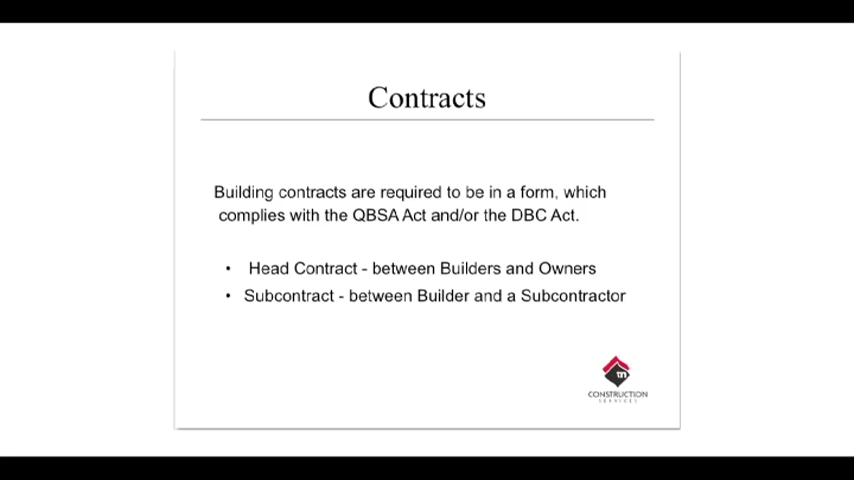 Contracts
Building contracts are required to be in a form, which
complies with the QBSA Act and/or the DBC Act.
• Head Contract - between Builders and Owners
• Subcontract - between Builder and a Subcontractor
CONSTRUCTION
SERVICES